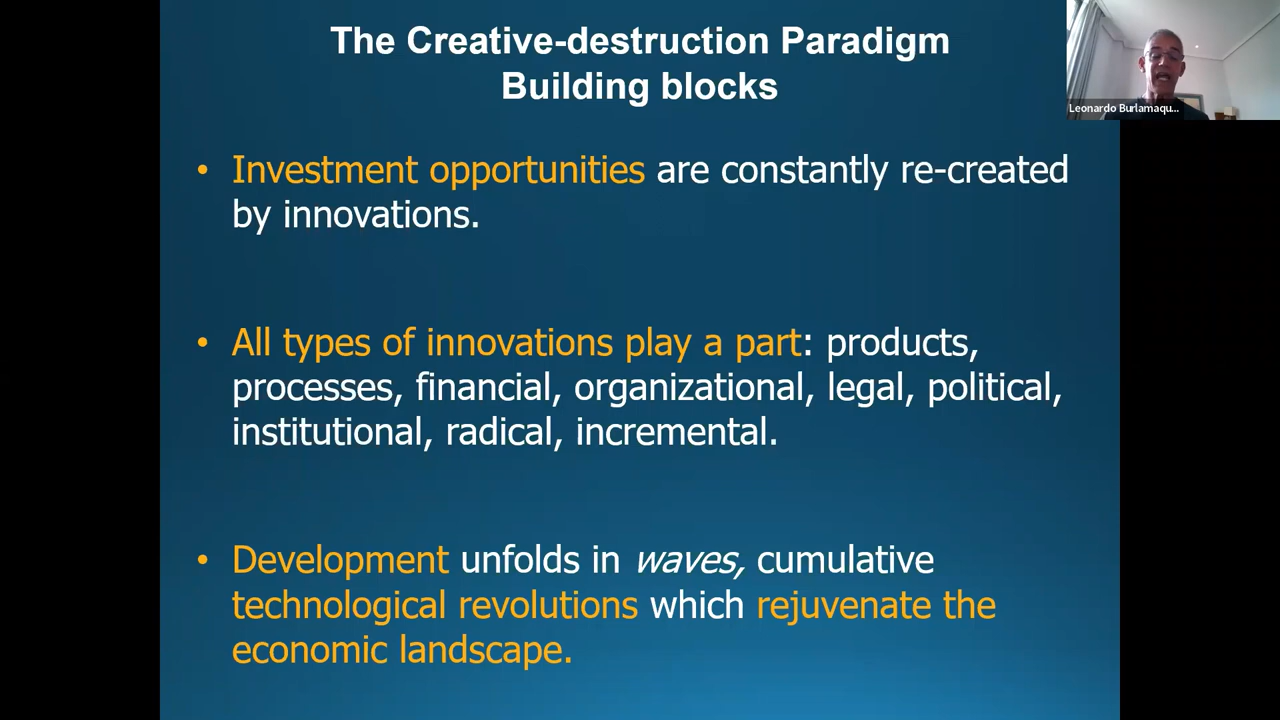 The Creative-destruction Paradigm
Building blocks
Leonardo Burlamaqu...
• Investment opportunities are constantly re-created
by innovations.
• All types of innovations play a part: products,
processes, financial, organizational, legal, political,
institutional, radical, incremental.
• Development unfolds in waves, cumulative
technological revolutions which rejuvenate the
economic landscape.